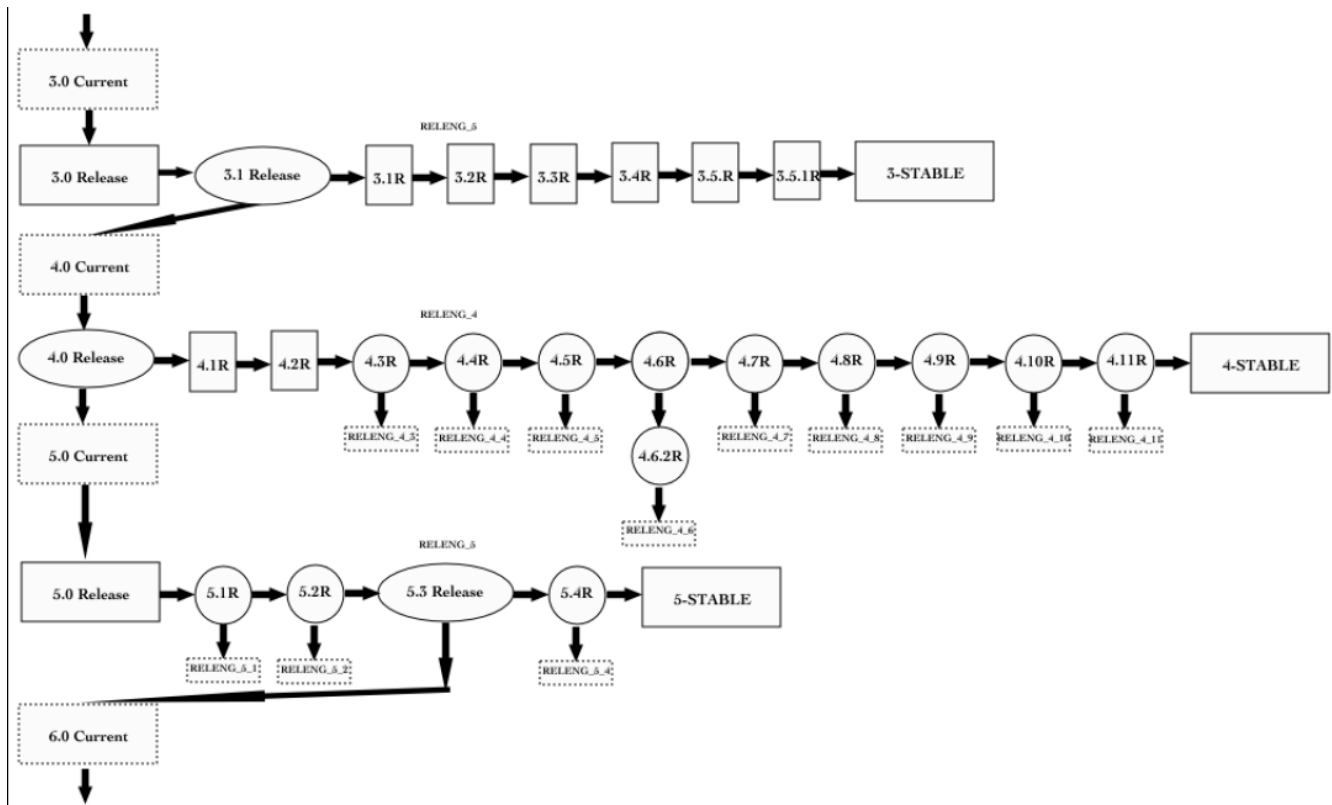 3.0 Current
RELENG_5
3.0 Release
3.1 Release
3.1R
3.2R
3.3R
3.4R
3.5.R
3.5.1R
3-STABLE
4.0 Current
RELENG_4
4.0 Release
4.1R
4.2R
4.3R
4.4R
4.5R
4.6R
4.7R
4.8R
4.9R
4.10R
4.11R
4-STABLE
RELENG_4_3
RELENG_4_4
RELENG_4_5
RELENG_4_7
RELENG_4_8
RELENG_4_9
RELENG_4_10
RELENG_4_11
5.0 Current
4.6.2R
RELENG_4_6
RELENG_5
5.0 Release
5.1R
5.2R
5.3 Release
5.4R
5-STABLE
RELENG_5_1
RELENG_5_2
RELENG_5_4
6.0 Current